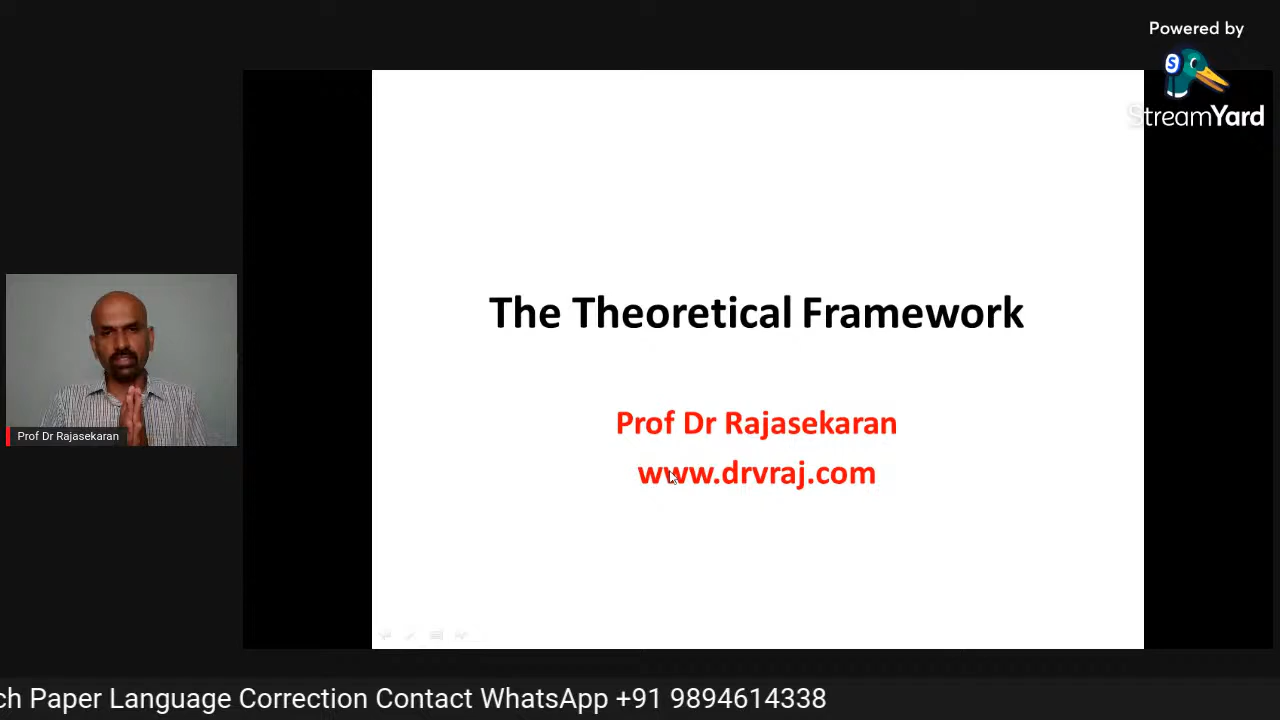 Powered by
S
StreamYard
The Theoretical Framework
Prof Dr Rajasekaran
www.drvraj.com
Prof Dr Rajasekaran
ch Paper Language Correction Contact WhatsApp +91 9894614338